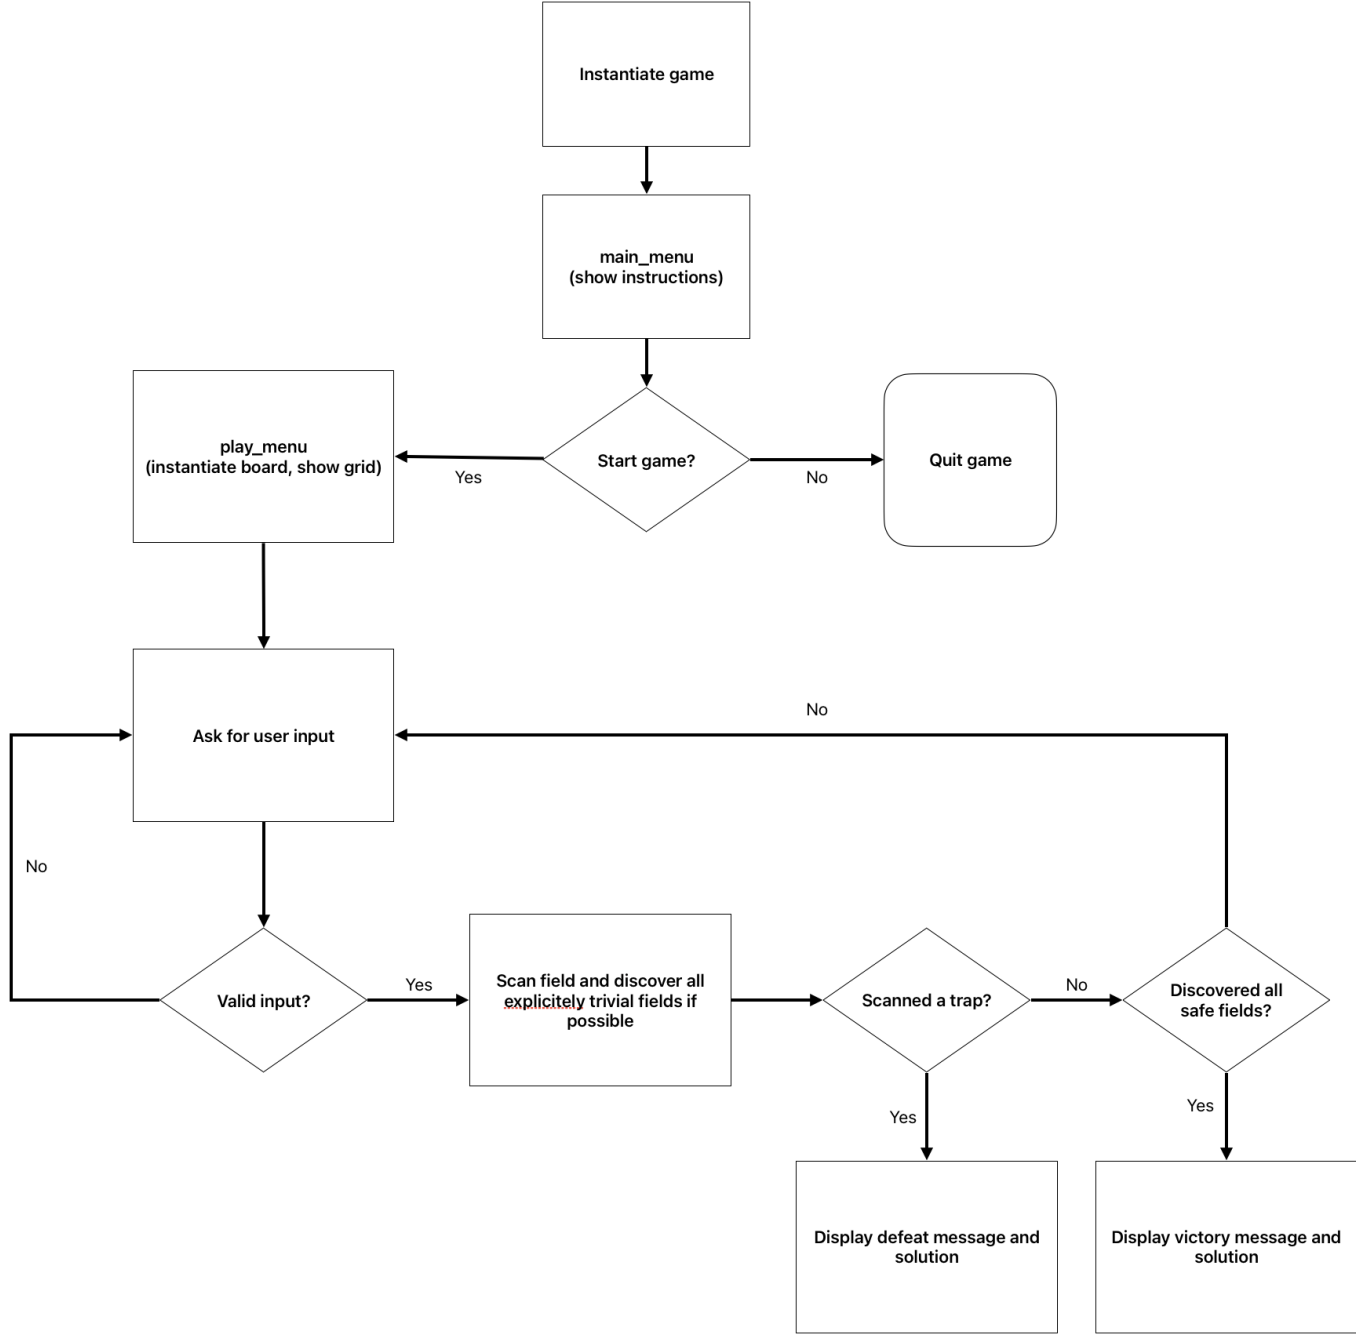 Instantiate game
main_menu
(show instructions)
play_menu
(instantiate board, show grid)
Start game?
Quit game
Yes
No
Ask for user input
No
No
Valid input?
Yes
Scan field and discover all
explicitely trivial fields if
possible
Scanned a trap?
No
Discovered all
safe fields?
Yes
Yes
Display defeat message and
solution
Display victory message and
solution